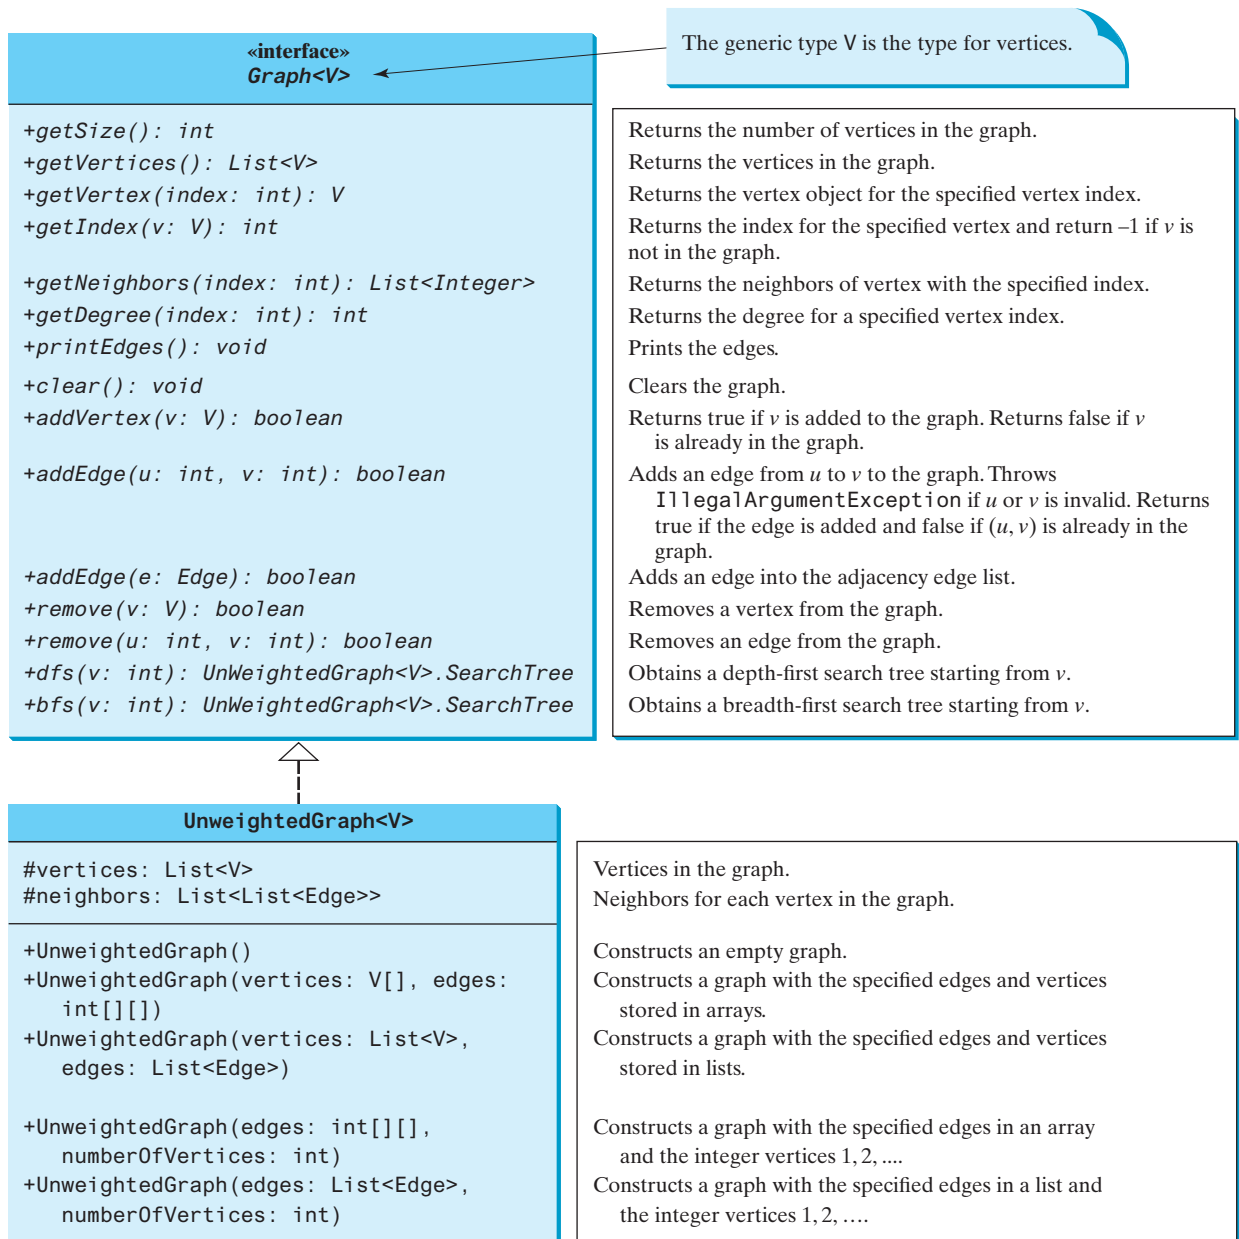 «interface»
Graph<V>
The generic type V is the type for vertices.
+getSize(): int
Returns the number of vertices in the graph.
+getVertices(): List<V>
Returns the vertices in the graph.
+getVertex(index: int): V
Returns the vertex object for the specified vertex index.
+getIndex(v: V): int
Returns the index for the specified vertex and return –1 if v is
not in the graph.
+getNeighbors(index: int): List<Integer>
Returns the neighbors of vertex with the specified index.
+getDegree(index: int): int
Returns the degree for a specified vertex index.
+printEdges(): void
Prints the edges.
+clear(): void
Clears the graph.
+addVertex(v: V): boolean
Returns true if v is added to the graph. Returns false if v
is already in the graph.
+addEdge(u: int, v: int): boolean
Adds an edge from u to v to the graph. Throws
IllegalArgumentException if u or v is invalid. Returns
true if the edge is added and false if (u, v) is already in the
graph.
+addEdge(e: Edge): boolean
Adds an edge into the adjacency edge list.
+remove(v: V): boolean
Removes a vertex from the graph.
+remove(u: int, v: int): boolean
Removes an edge from the graph.
+dfs(v: int): UnWeightedGraph<V>.SearchTree
Obtains a depth-first search tree starting from v.
+bfs(v: int): UnWeightedGraph<V>.SearchTree
Obtains a breadth-first search tree starting from v.
UnweightedGraph<V>
#vertices: List<V>
Vertices in the graph.
#neighbors: List<List<Edge>>
Neighbors for each vertex in the graph.
+UnweightedGraph()
Constructs an empty graph.
+UnweightedGraph(vertices: V[], edges:
int[][])
Constructs a graph with the specified edges and vertices
stored in arrays.
+UnweightedGraph(vertices: List<V>,
edges: List<Edge>)
Constructs a graph with the specified edges and vertices
stored in lists.
+UnweightedGraph(edges: int[][],
numberOfVertices: int)
Constructs a graph with the specified edges in an array
and the integer vertices 1, 2, ....
+UnweightedGraph(edges: List<Edge>,
numberOfVertices: int)
Constructs a graph with the specified edges in a list and
the integer vertices 1, 2, ….